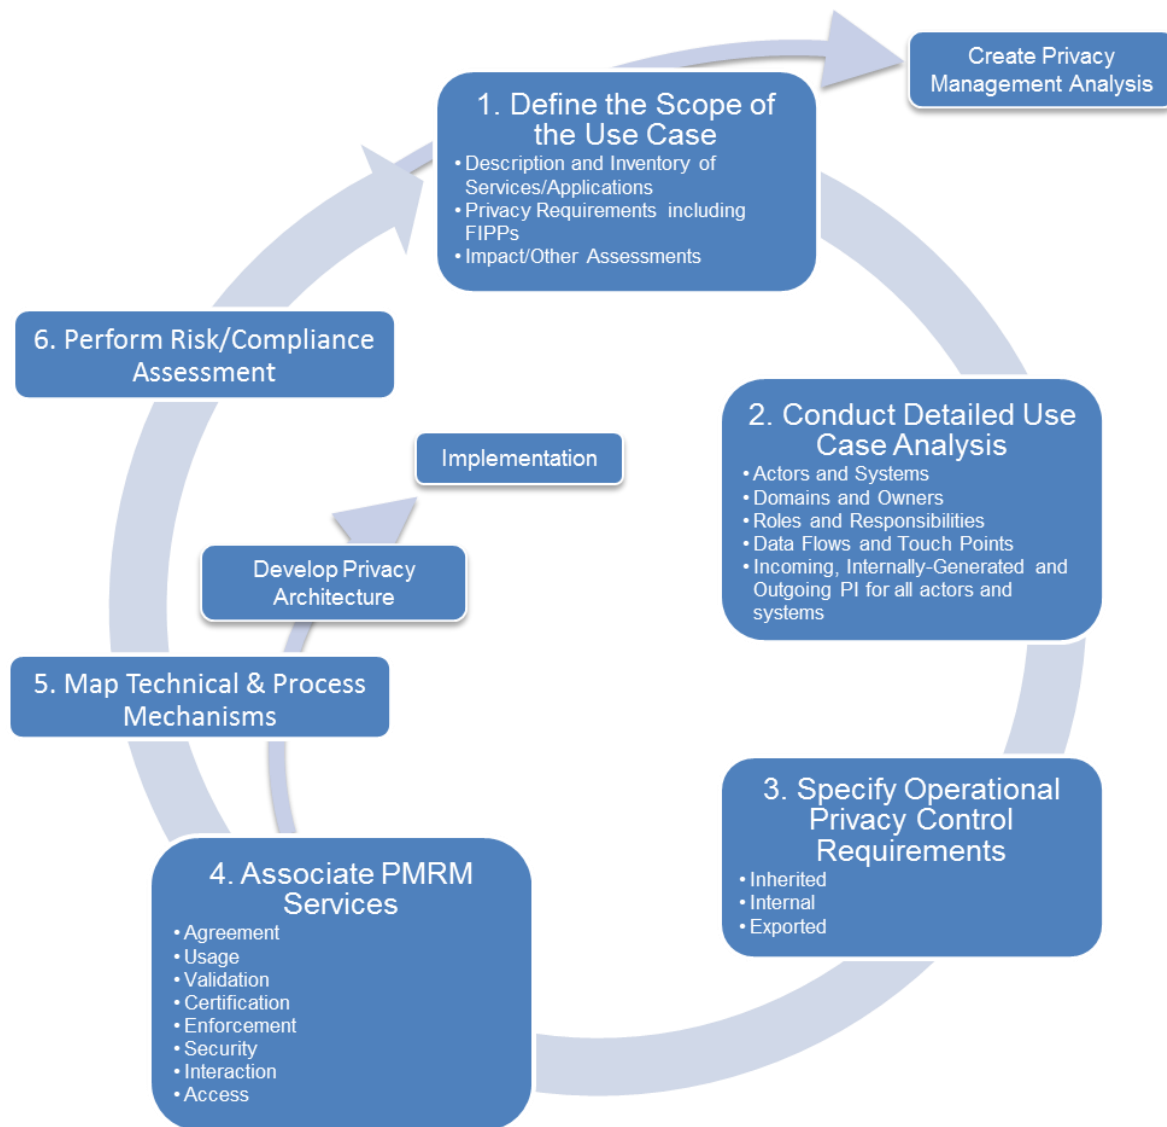 Create Privacy
Management Analysis
1. Define the Scope of
the Use Case
• Description and Inventory of
Services/Applications
• Privacy Requirements including
FIPPs
• Impact/Other Assessments
2. Conduct Detailed Use
Case Analysis
• Actors and Systems
• Domains and Owners
• Roles and Responsibilities
• Data Flows and Touch Points
• Incoming, Internally-Generated and
Outgoing PI for all actors and
systems
3. Specify Operational
Privacy Control
Requirements
• Inherited
• Internal
• Exported
4. Associate PMRM
Services
• Agreement
• Usage
• Validation
• Certification
• Enforcement
• Security
• Interaction
• Access
5. Map Technical & Process
Mechanisms
Develop Privacy
Architecture
Implementation
6. Perform Risk/Compliance
Assessment